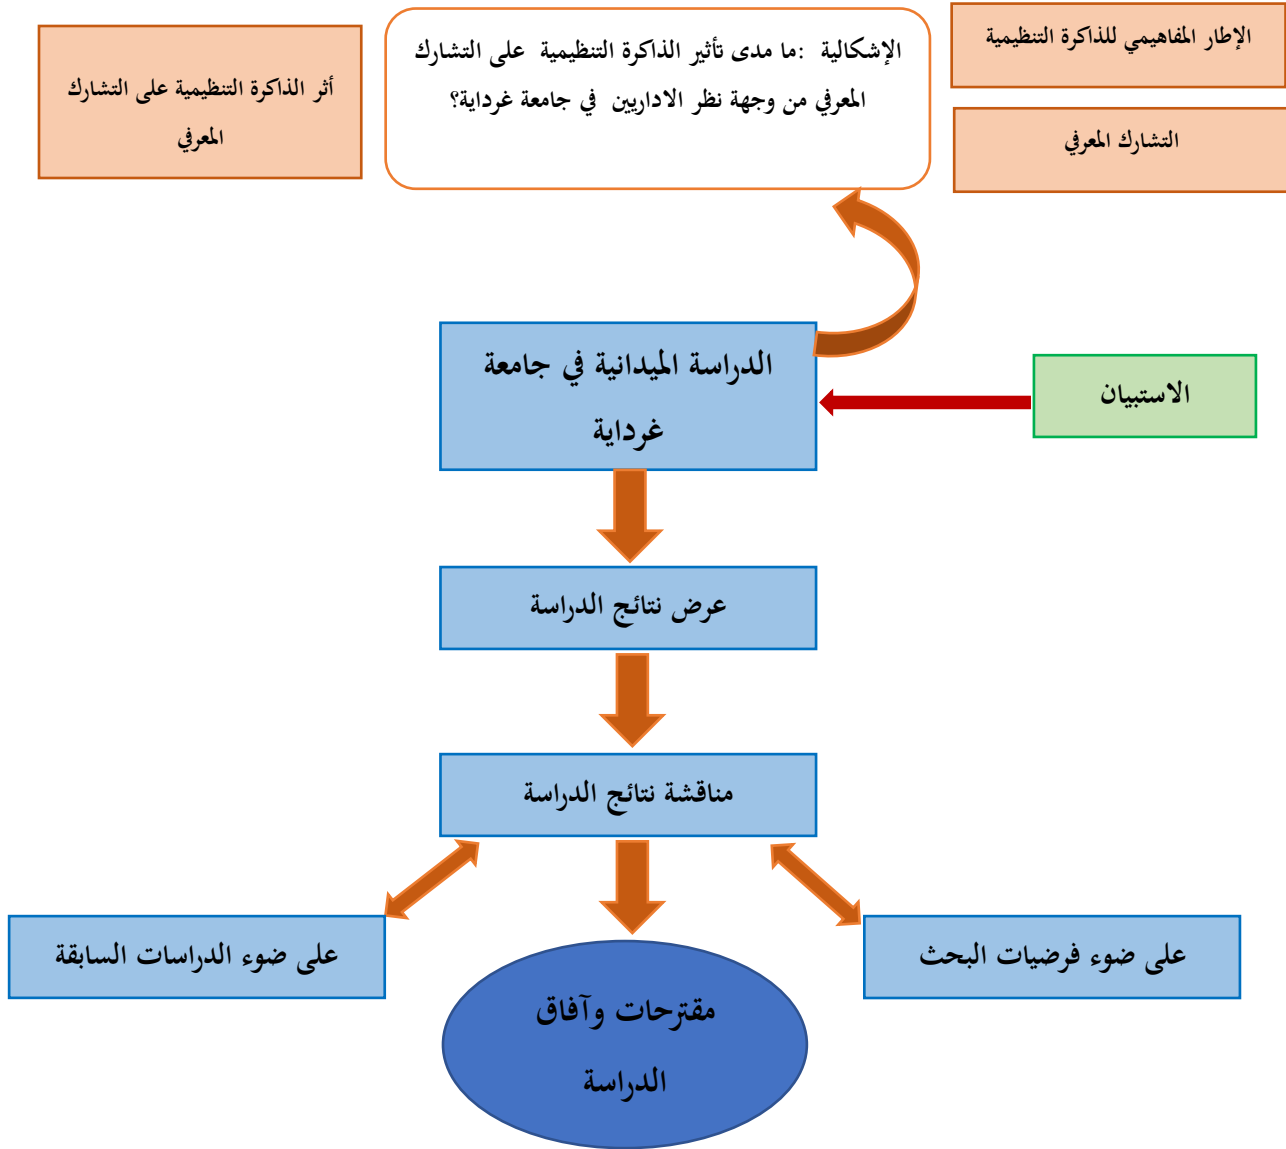 الإطار المفاهيمي للذاكرة التنظيمية
التشارك المعرفي
الإشكالية :ما مدى تأثير الذاكرة التنظيمية على التشارك
المعرفي من وجهة نظر الاداريين في جامعة غرداية؟
أثر الذاكرة التنظيمية على التشارك
المعرفي
الدراسة الميدانية في جامعة
غرداية
الاستبيان
عرض نتائج الدراسة
مناقشة نتائج الدراسة
على ضوء فرضيات البحث
على ضوء الدراسات السابقة
مقترحات وآفاق
الدراسة